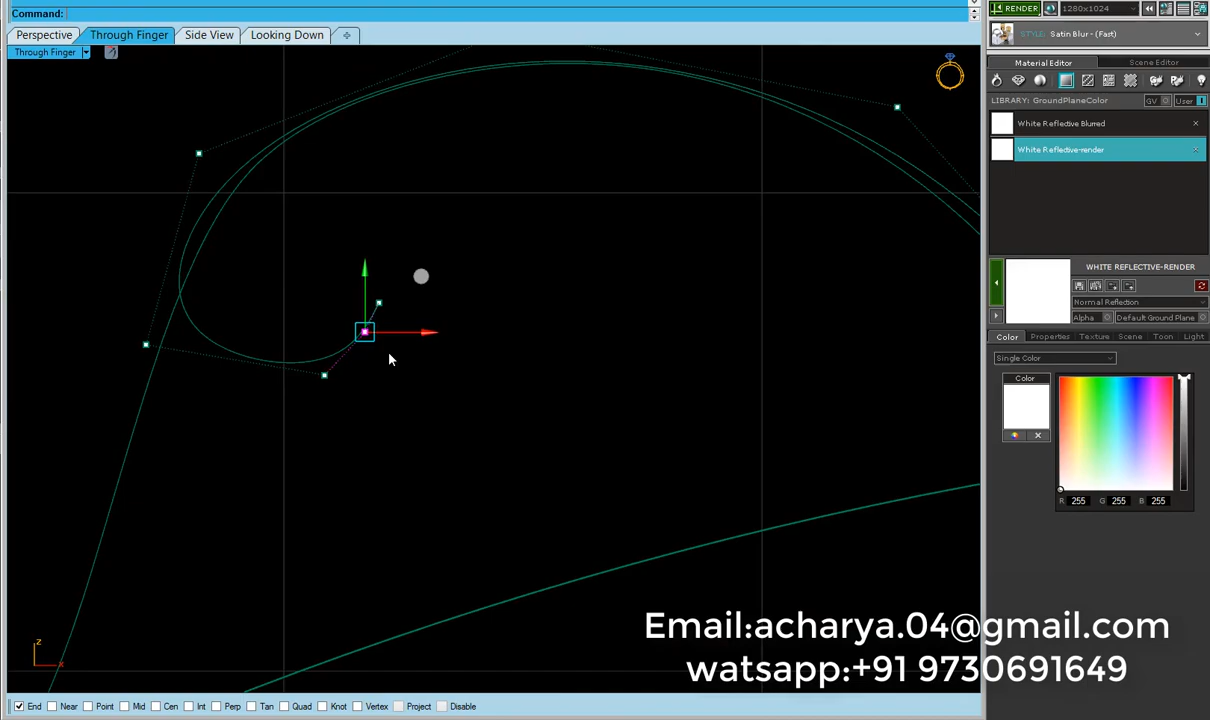 Command:
RENDER
1280x1024
Perspective
Through Finger
Side View
Looking Down
STYLE: Satin Blur - (Fast)
Through Finger
Material Editor
Scene Editor
LIBRARY: GroundPlaneColor
GV
User
White Reflective Blurred
White Reflective-render
WHITE REFLECTIVE-RENDER
Normal Reflection
Alpha
Default Ground Plane
Color
Properties
Texture
Scene
Toon
Light
Single Color
Color
R 255 G 255 B 255
z
x
Email:acharya.04@gmail.com
watsapp:+91 9730691649
End Near Point Mid Cen Int Perp Tan Quad Knot Vertex Project Disable